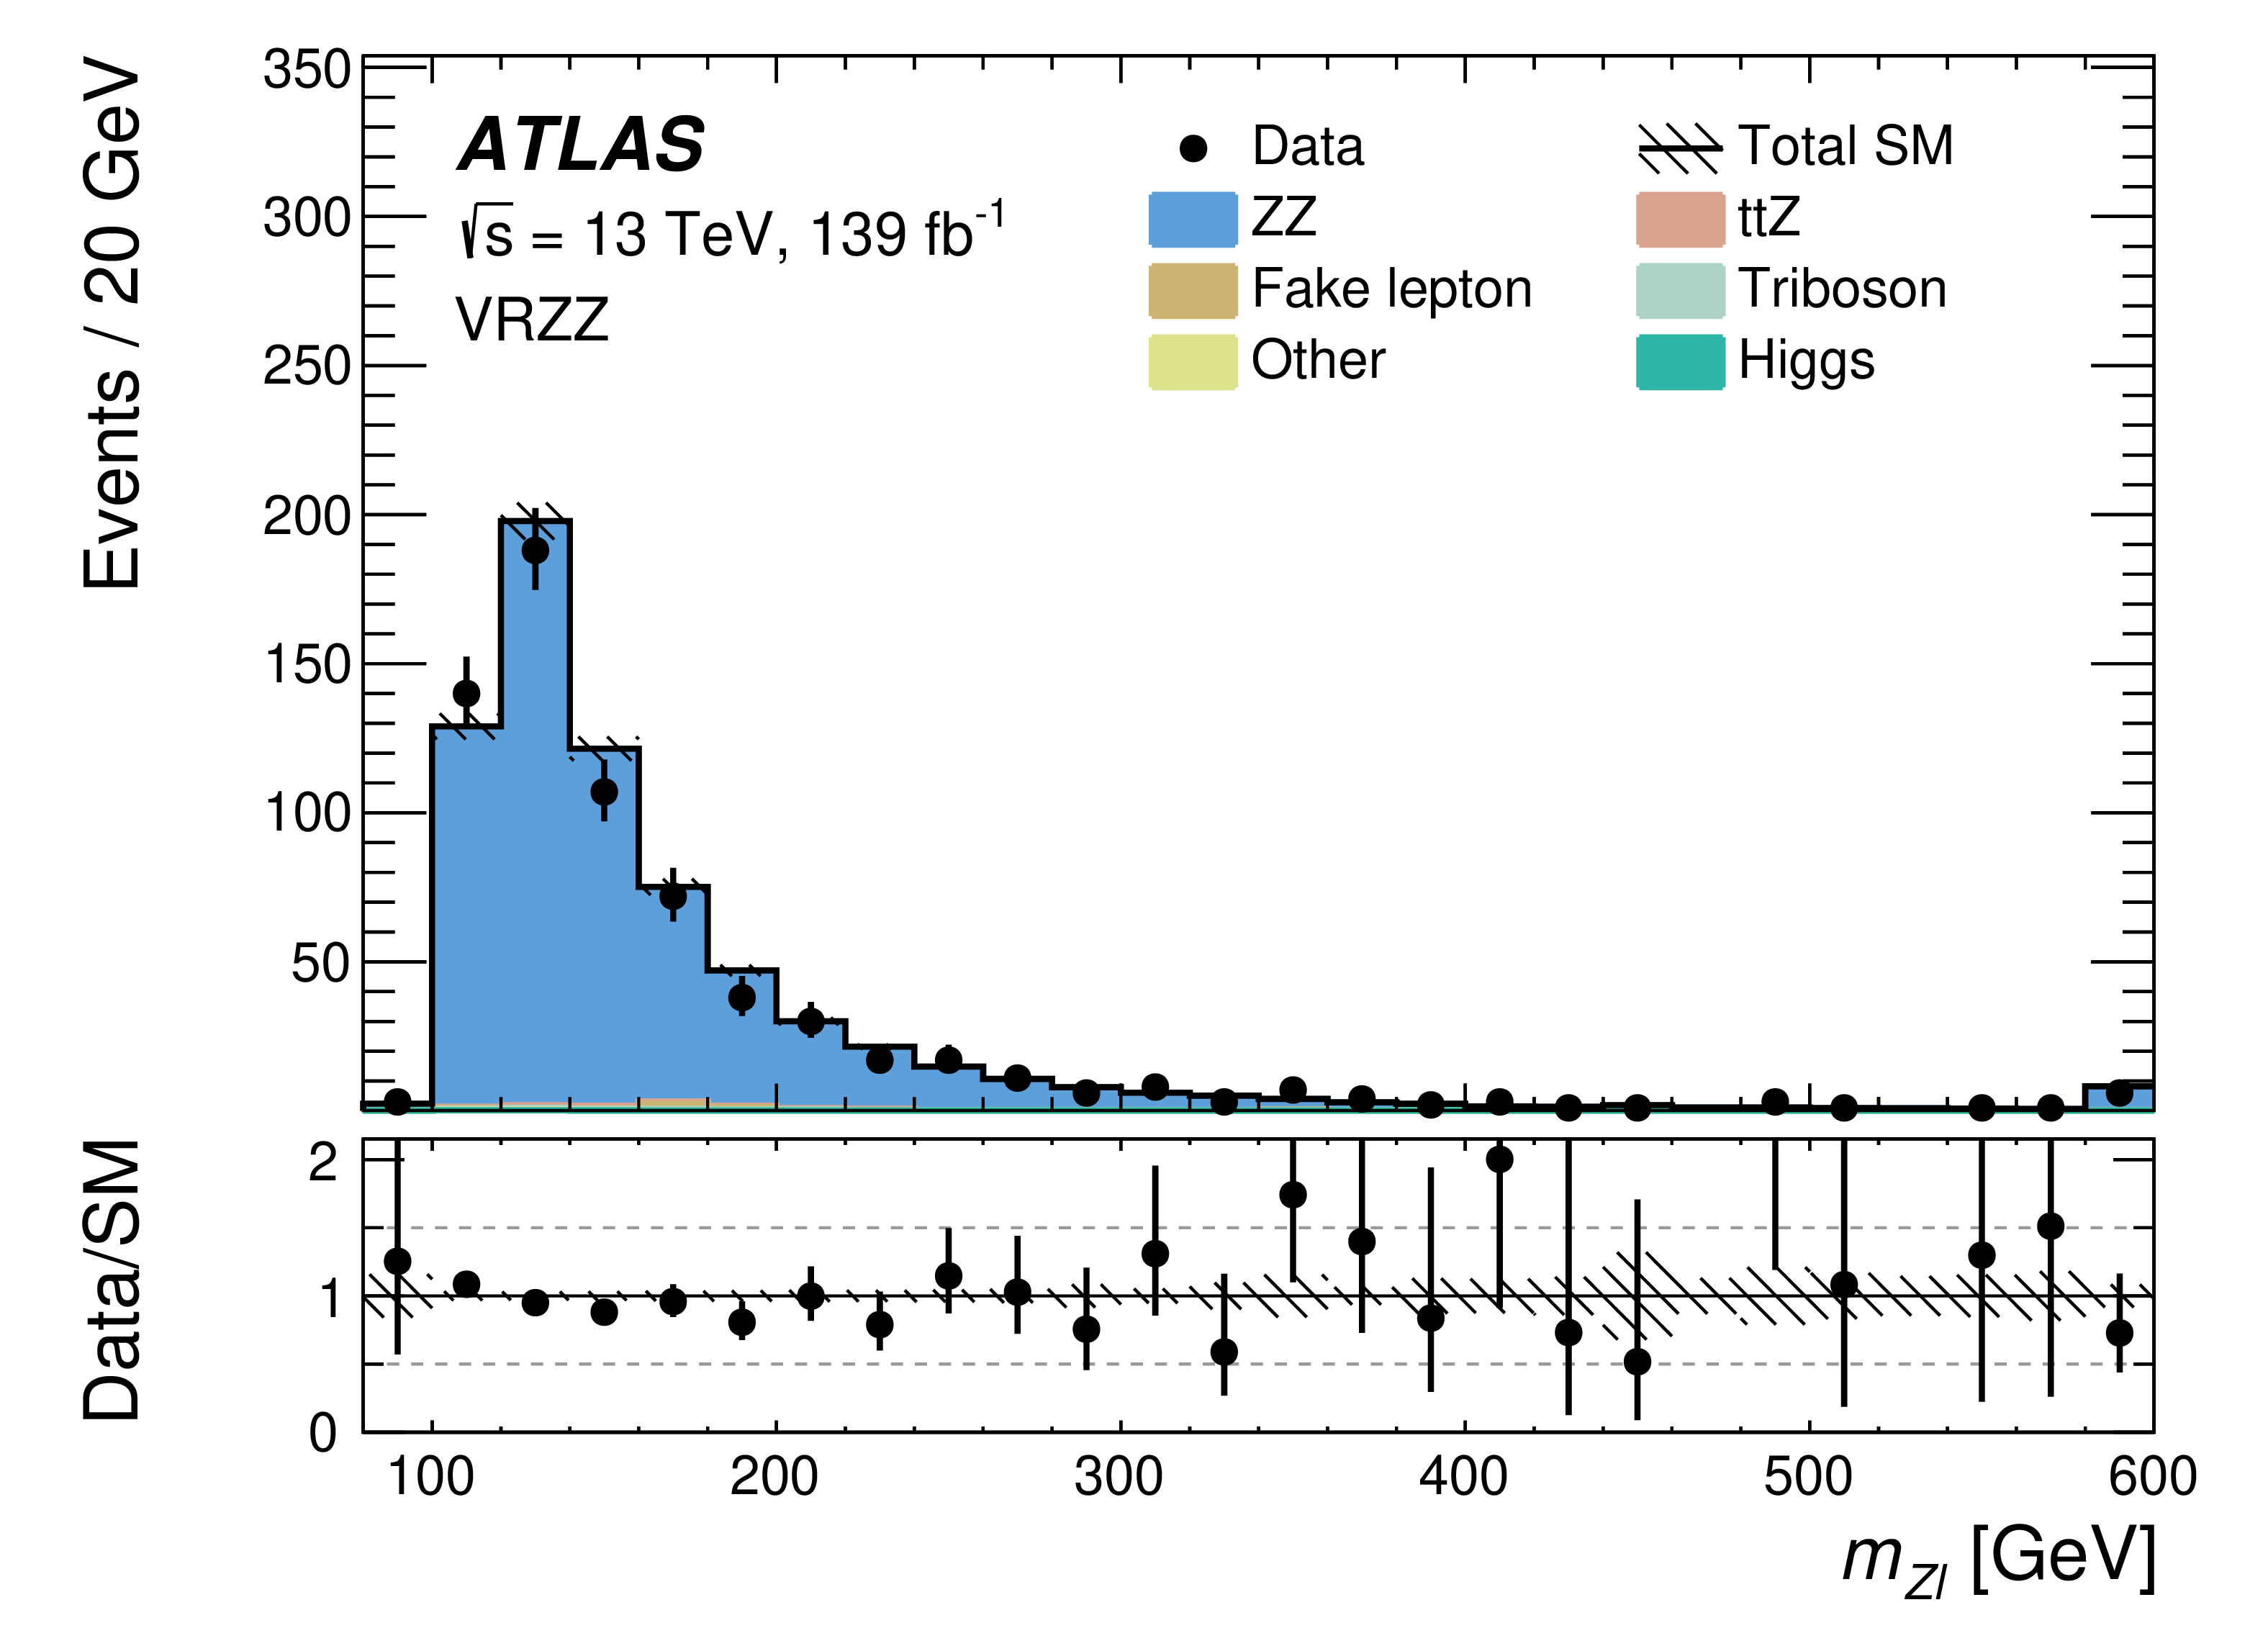 Events / 20 GeV
350
300
250
200
150
100
50
ATLAS
√s = 13 TeV, 139 fb⁻¹
VRZZ
Data
Total SM
ZZ
ttZ
Fake lepton
Triboson
Other
Higgs
Data/SM
2
1
0
100 200 300 400 500 600
m_Zl [GeV]